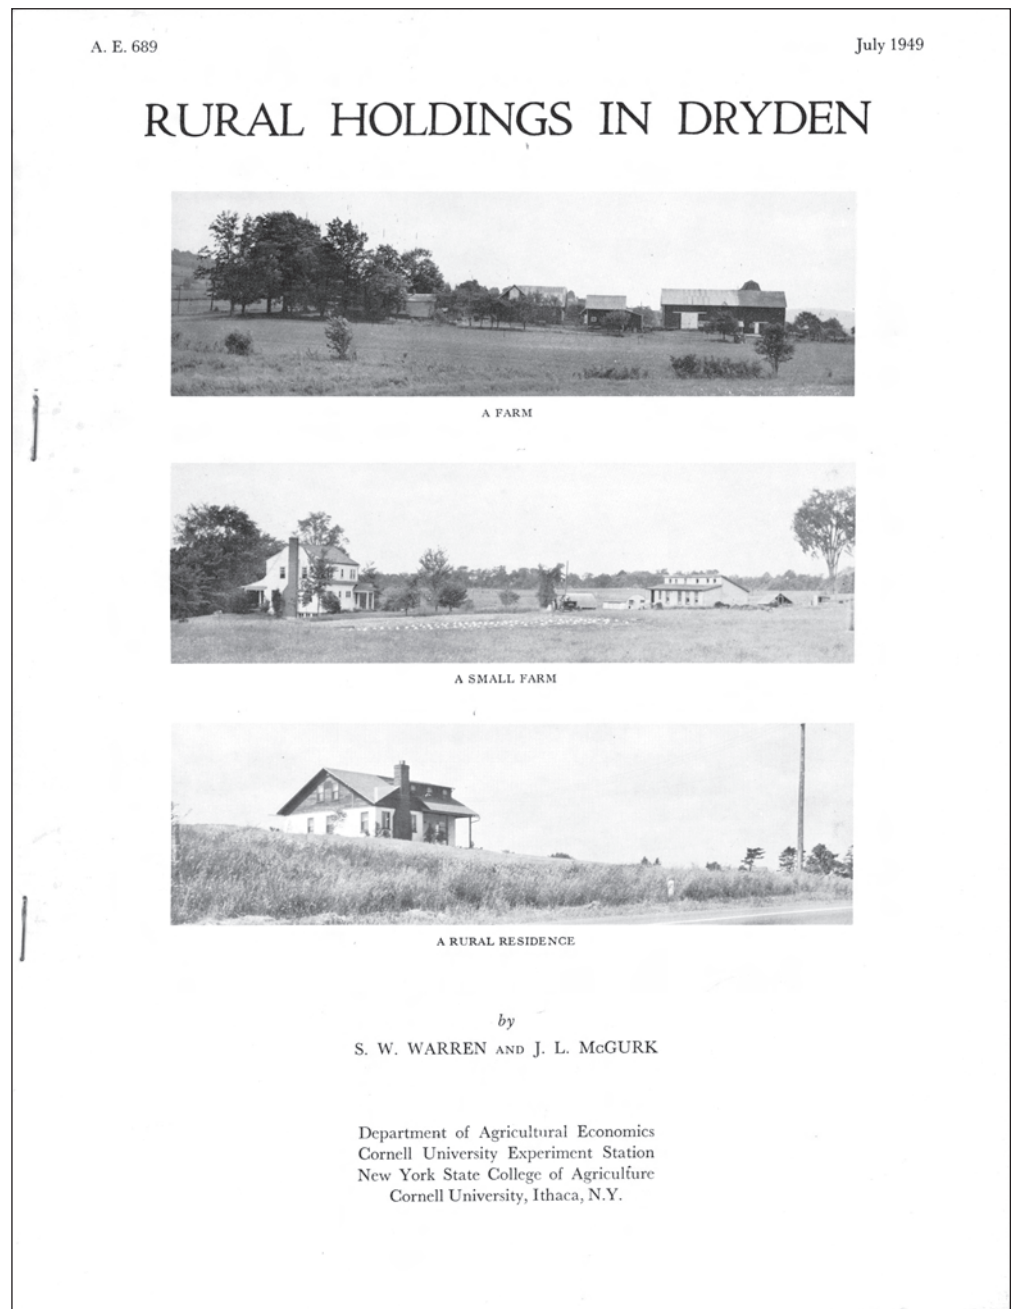 A. E. 689
July 1949
RURAL HOLDINGS IN DRYDEN
A FARM
A SMALL FARM
A RURAL RESIDENCE
by
S. W. WARREN AND J. L. McGURK
Department of Agricultural Economics
Cornell University Experiment Station
New York State College of Agriculture
Cornell University, Ithaca, N.Y.